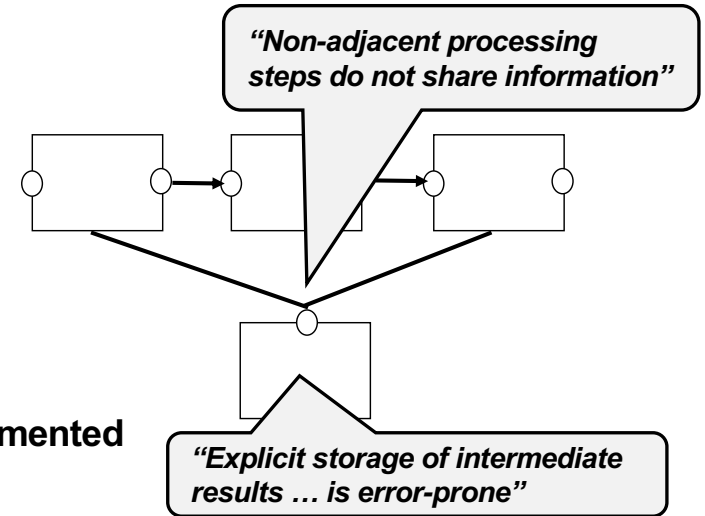 “Non-adjacent processing
steps do not share information”
mented
“Explicit storage of intermediate
results … is error-prone”